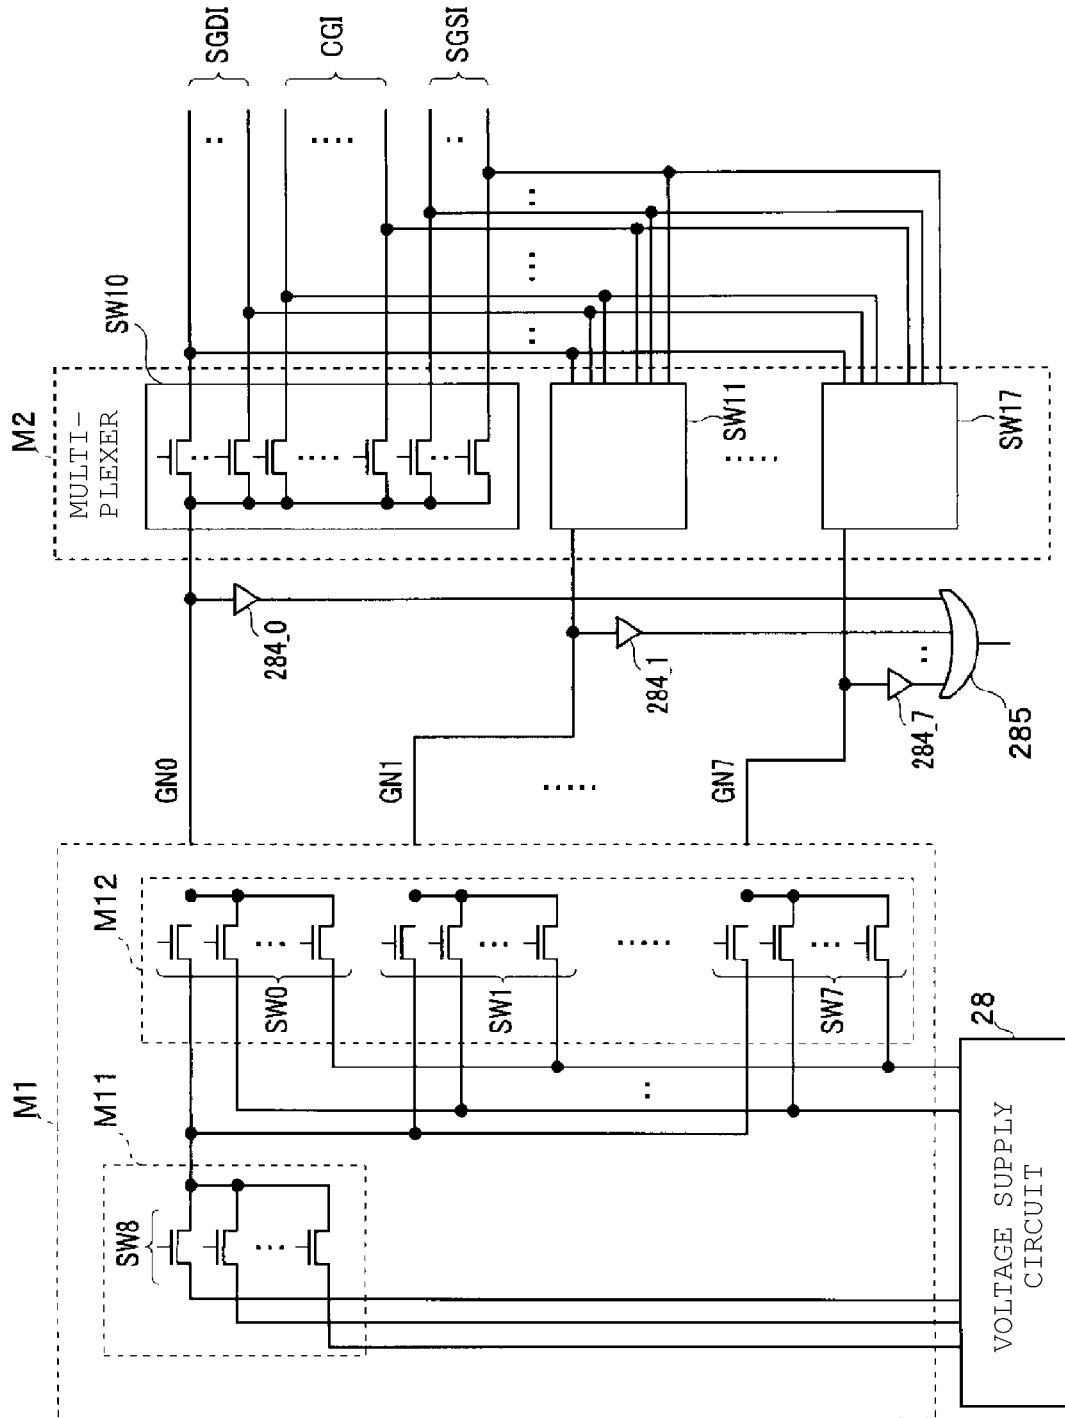 SGDI
CGI
SGSI
SW10
M2
MULTI-
PLEXER
SW11
SW17
284_0
284_1
284_7
285
GN0
GN1
GN7
M1
M12
SW0
SW1
SW7
M11
SW8
28
VOLTAGE SUPPLY
CIRCUIT